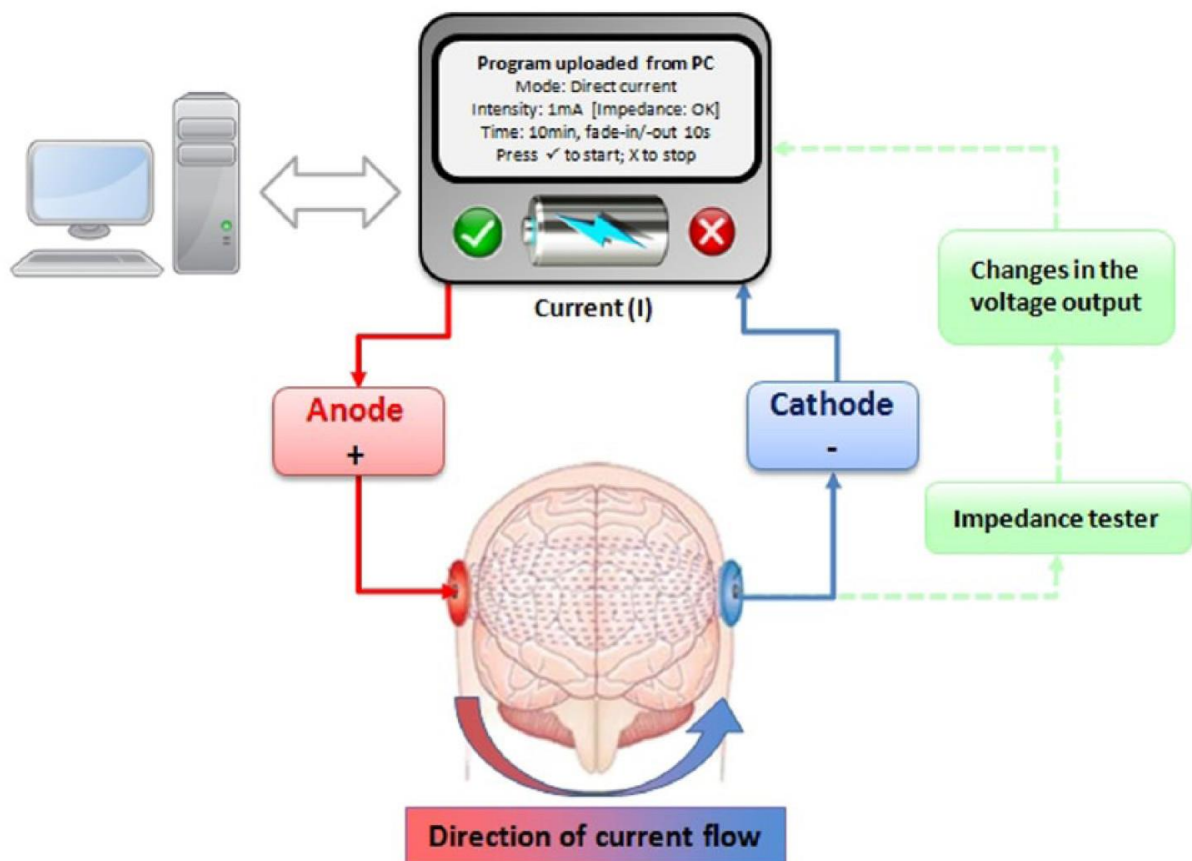 Program uploaded from PC
Mode: Direct current
Intensity: 1mA [Impedance: OK]
Time: 10min, fade-in/-out 10s
Press ✓ to start; X to stop
Current (I)
Changes in the
voltage output
Anode
+
Cathode
-
Impedance tester
Direction of current flow